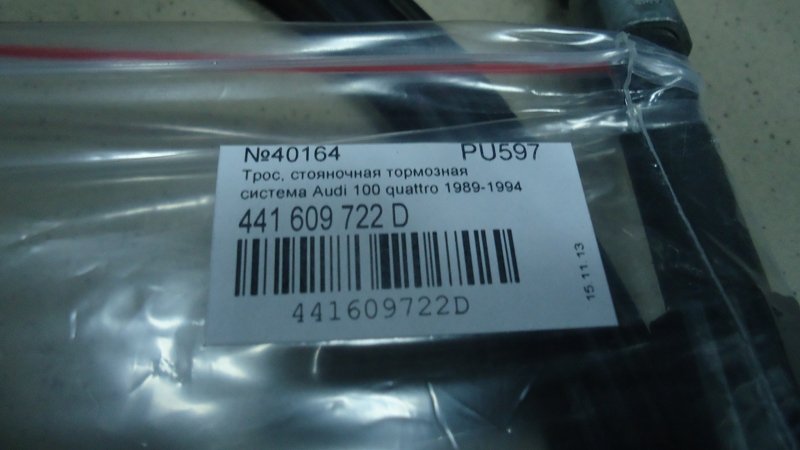 №40164 PU597
Трос, стояночная тормозная
система Audi 100 quattro 1989-1994
441 609 722 D
441609722D
15.11.13